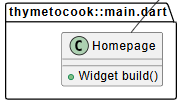 thymetocook::main.dart
C Homepage
Widget build()